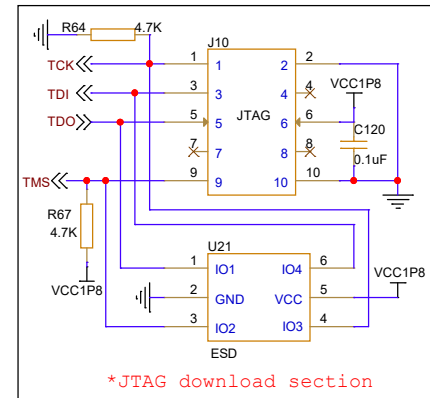 R64 4.7K
J10
TCK 1 1 2 2
TDI 3 3 4 4 VCC1P8
TDO 5 5 JTAG 6 6
C120
7 7 8 8
0.1uF
TMS 9 9 10 10
R67
4.7K
U21
1 IO1 IO4 6
VCC1P8 2 GND VCC 5 VCC1P8
3 IO2 IO3 4
ESD
*JTAG download section